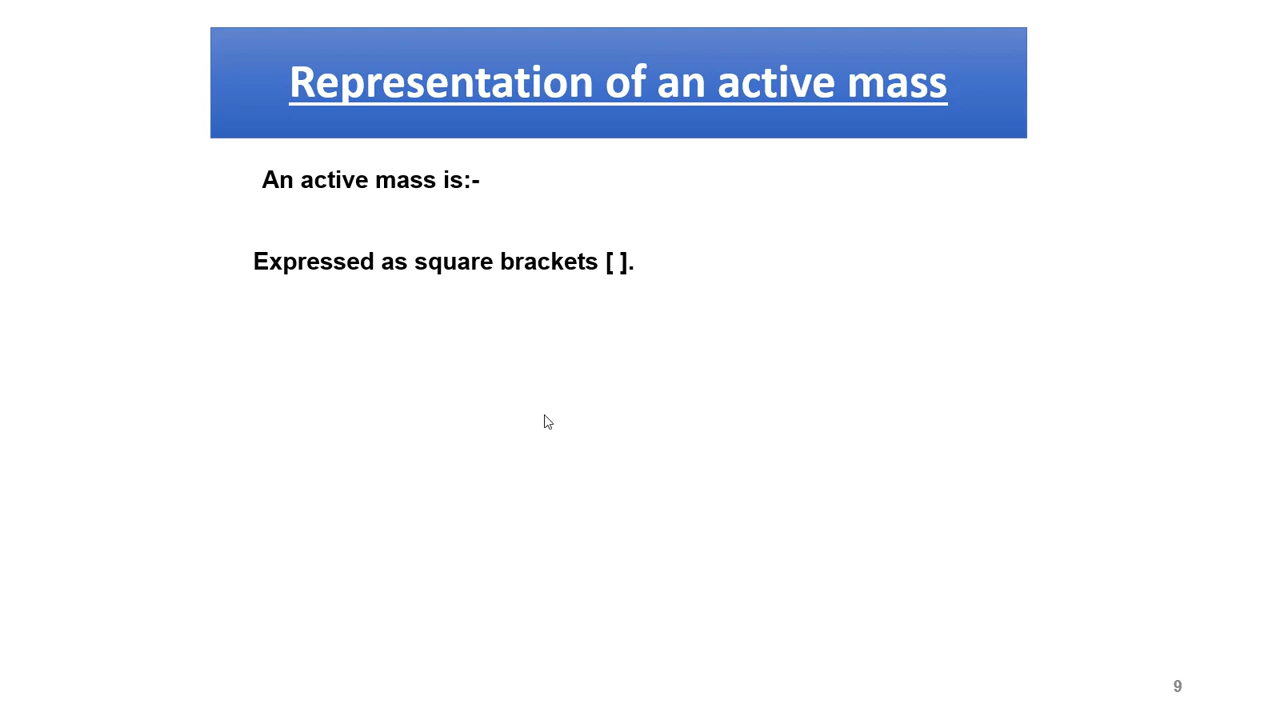 Representation of an active mass
An active mass is:-
Expressed as square brackets [ ].
9